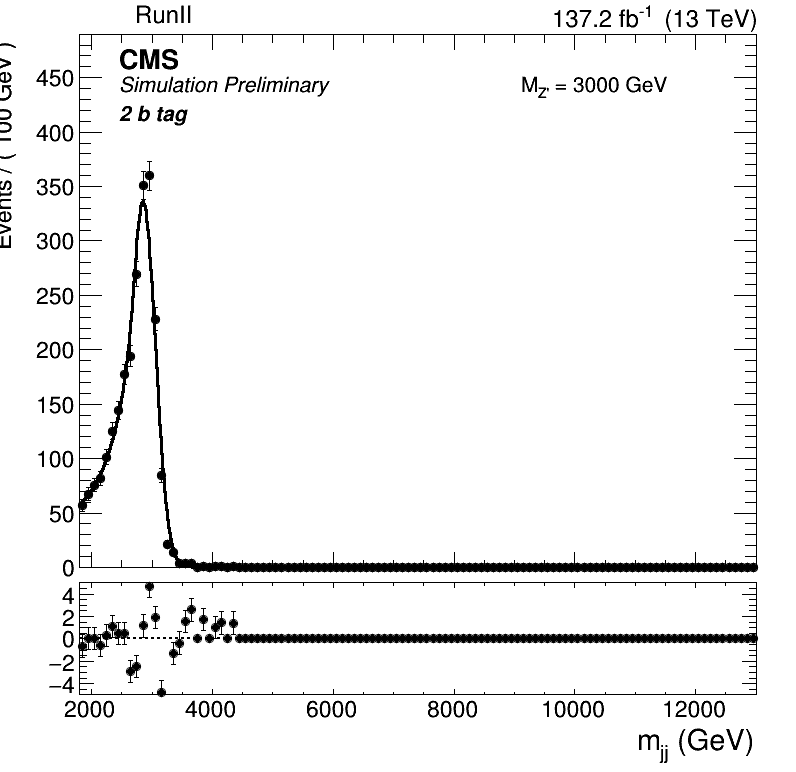 RunII
137.2 fb-1 (13 TeV)
CMS
Simulation Preliminary
MZ' = 3000 GeV
2 b tag
Events / ( 100 GeV )
450
400
350
300
250
200
150
100
50
0
4
2
0
−2
−4
2000 4000 6000 8000 10000 12000
mjj (GeV)